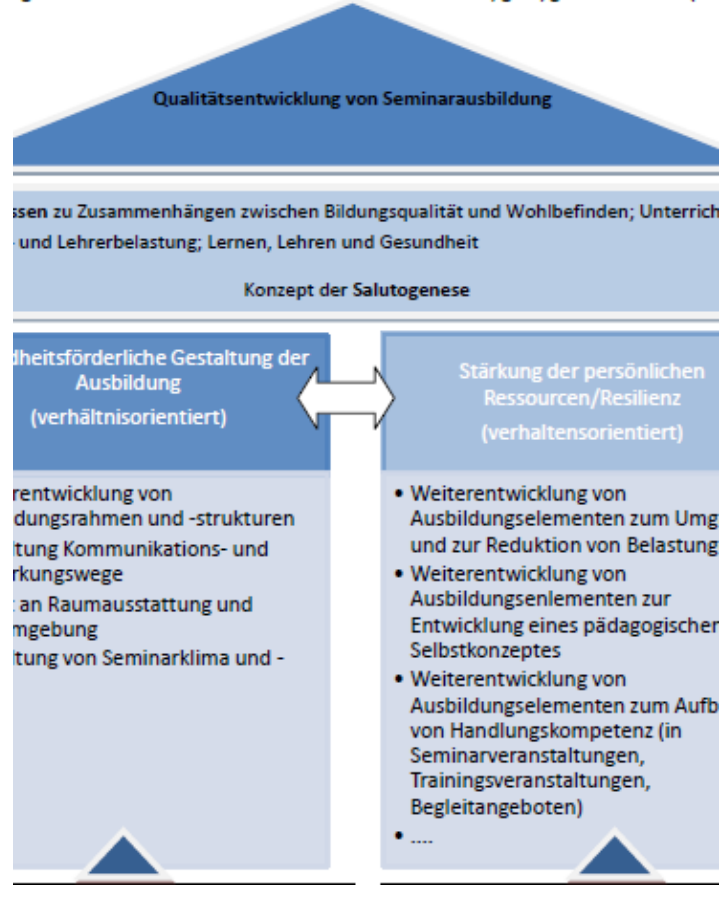 Qualitätsentwicklung von Seminarausbildung
ssen zu Zusammenhängen zwischen Bildungsqualität und Wohlbefinden; Unterrich
- und Lehrerbelastung; Lernen, Lehren und Gesundheit
Konzept der Salutogenese
dheitsförderliche Gestaltung der
Ausbildung
(verhältnisorientiert)
rentwicklung von
dungsrahmen und -strukturen
ltung Kommunikations- und
rkungswege
t an Raumausstattung und
mgebung
ltung von Seminarklima und -
Stärkung der persönlichen
Ressourcen/Resilienz
(verhaltensorientiert)
• Weiterentwicklung von
Ausbildungselementen zum Umg
und zur Reduktion von Belastung
• Weiterentwicklung von
Ausbildungsenlementen zur
Entwicklung eines pädagogischen
Selbstkonzeptes
• Weiterentwicklung von
Ausbildungselementen zum Aufb
von Handlungskompetenz (in
Seminarveranstaltungen,
Trainingsveranstaltungen,
Begleitangeboten)
• ....